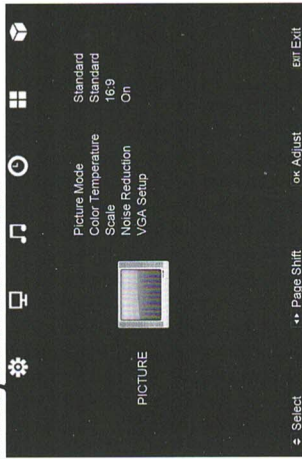 Picture Mode Standard
Color Temperature Standard
Scale 16:9
Noise Reduction On
VGA Setup
PICTURE
Select Page Shift OK Adjust EXIT Exit